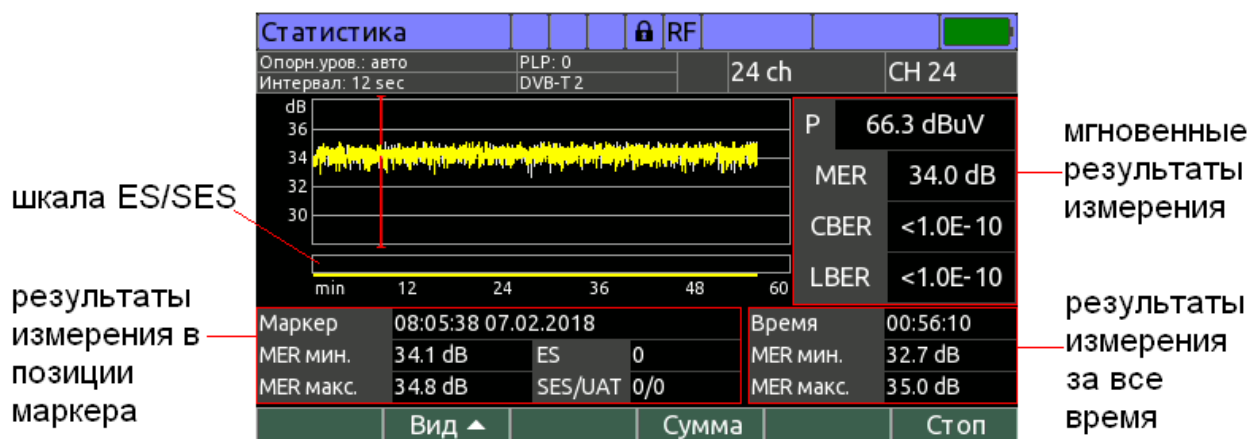 Статистика
RF
Опорн.уров.: авто
PLP: 0
24 ch
CH 24
Интервал: 12 sec
DVB-T2
dB
36
34
32
30
min
12
24
36
48
60
P
66.3 dBuV
MER
34.0 dB
CBER
<1.0E-10
LBER
<1.0E-10
Маркер
08:05:38 07.02.2018
MER мин.
34.1 dB
ES
0
MER макс.
34.8 dB
SES/UAT
0/0
Время
00:56:10
MER мин.
32.7 dB
MER макс.
35.0 dB
Вид
Сумма
Стоп
шкала ES/SES
результаты
измерения в
позиции
маркера
мгновенные
результаты
измерения
результаты
измерения
за все
время